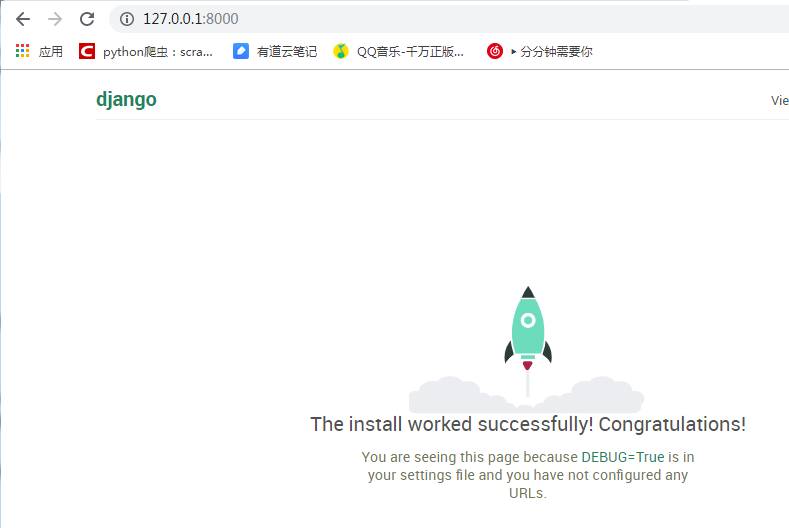 127.0.0.1:8000
应用 python爬虫：scra... 有道云笔记 QQ音乐-千万正版... ▶ 分分钟需要你
django Vie
The install worked successfully! Congratulations!
You are seeing this page because DEBUG=True is in
your settings file and you have not configured any
URLs.